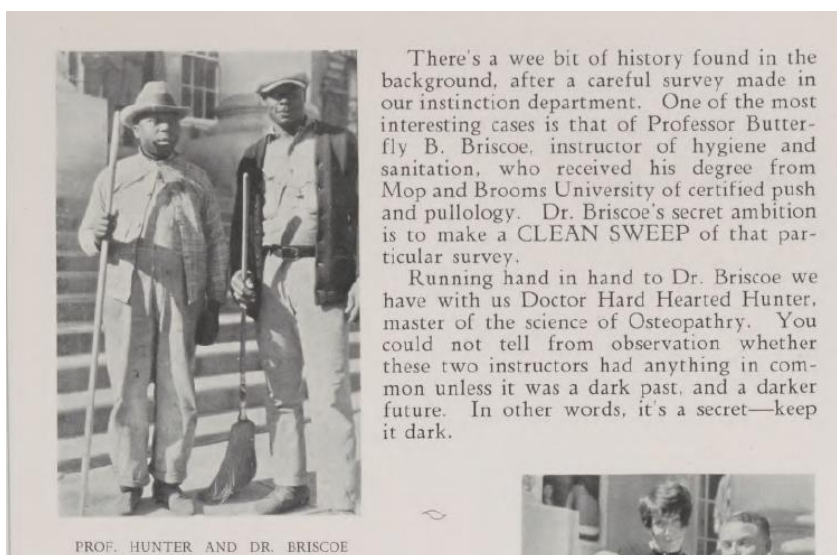 There's a wee bit of history found in the
background, after a careful survey made in
our instinction department. One of the most
interesting cases is that of Professor Butter-
fly B. Briscoe, instructor of hygiene and
sanitation, who received his degree from
Mop and Brooms University of certified push
and pullology. Dr. Briscoe's secret ambition
is to make a CLEAN SWEEP of that par-
ticular survey.
Running hand in hand to Dr. Briscoe we
have with us Doctor Hard Hearted Hunter,
master of the science of Osteopathry. You
could not tell from observation whether
these two instructors had anything in com-
mon unless it was a dark past, and a darker
future. In other words, it's a secret—keep
it dark.
PROF. HUNTER AND DR. BRISCOE